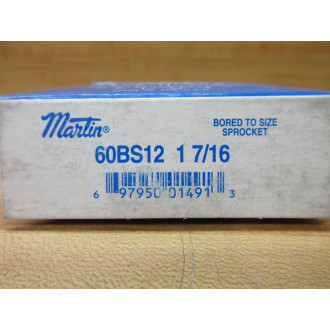 Martin®
BORED TO SIZE
SPROCKET
60BS12 1 7/16
6 97950 01491 3